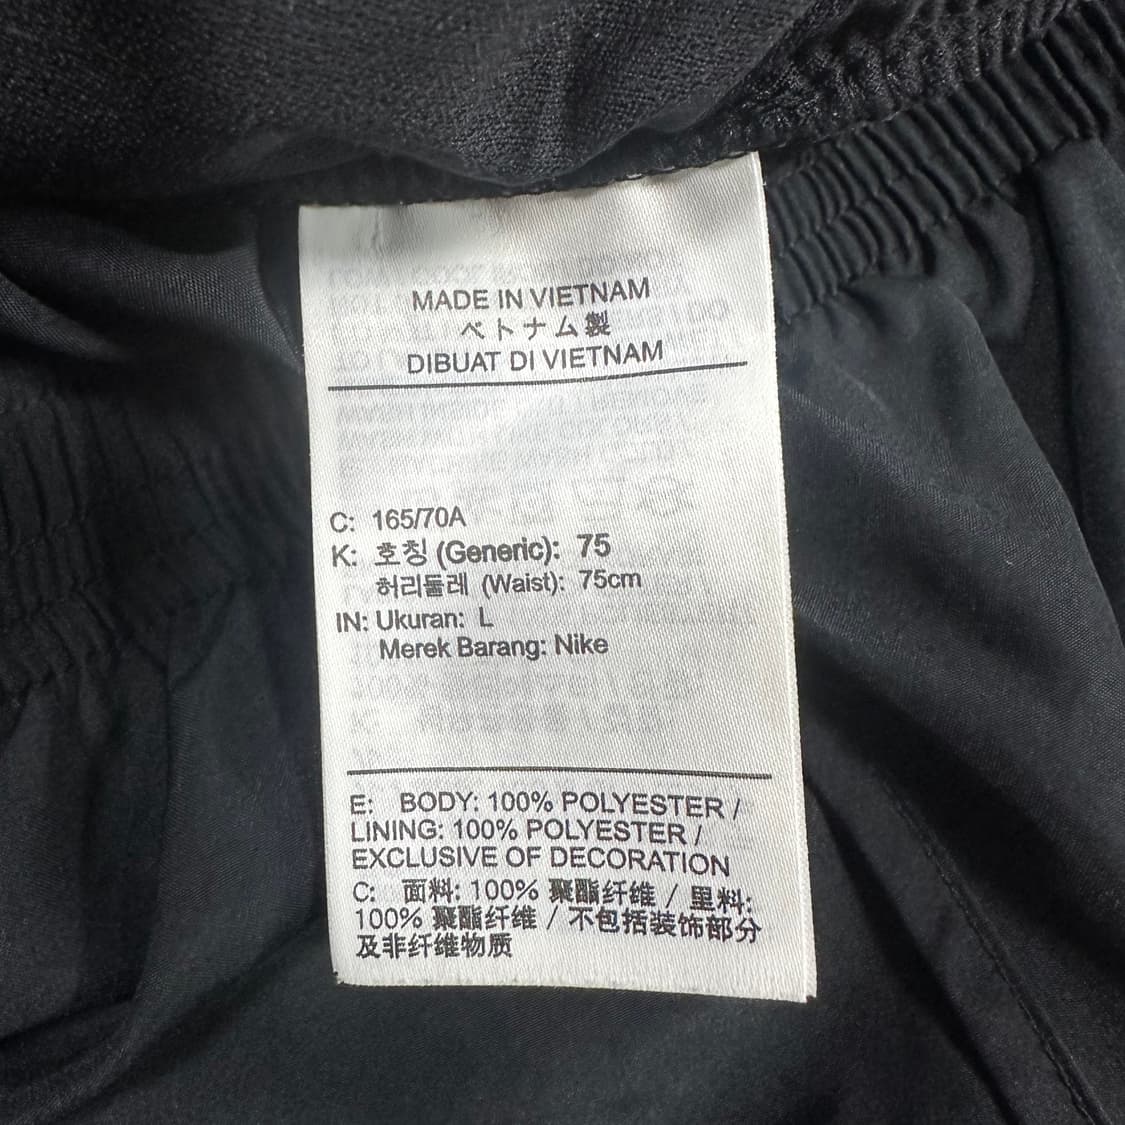 MADE IN VIETNAM
ベトナム製
DIBUAT DI VIETNAM
C: 165/70A
K: 호칭 (Generic): 75
허리둘레 (Waist): 75cm
IN: Ukuran: L
Merek Barang: Nike
E: BODY: 100% POLYESTER /
LINING: 100% POLYESTER /
EXCLUSIVE OF DECORATION
C: 面料: 100% 聚酯纤维 / 里料:
100% 聚酯纤维 / 不包括装饰部分
及非纤维物质